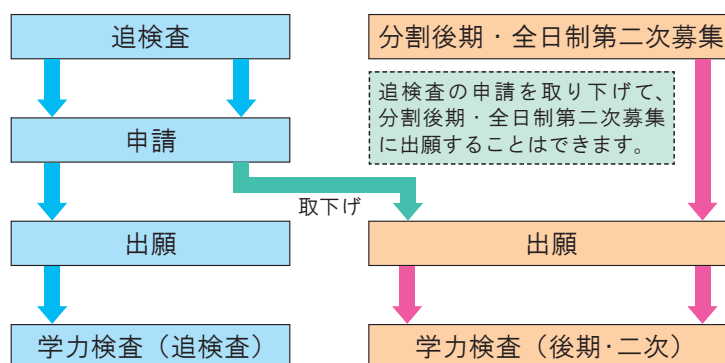 追検査
分割後期・全日制第二次募集
追検査の申請を取り下げて、
分割後期・全日制第二次募集
に出願することはできます。
申請
取下げ
出願
出願
学力検査（追検査）
学力検査（後期・二次）